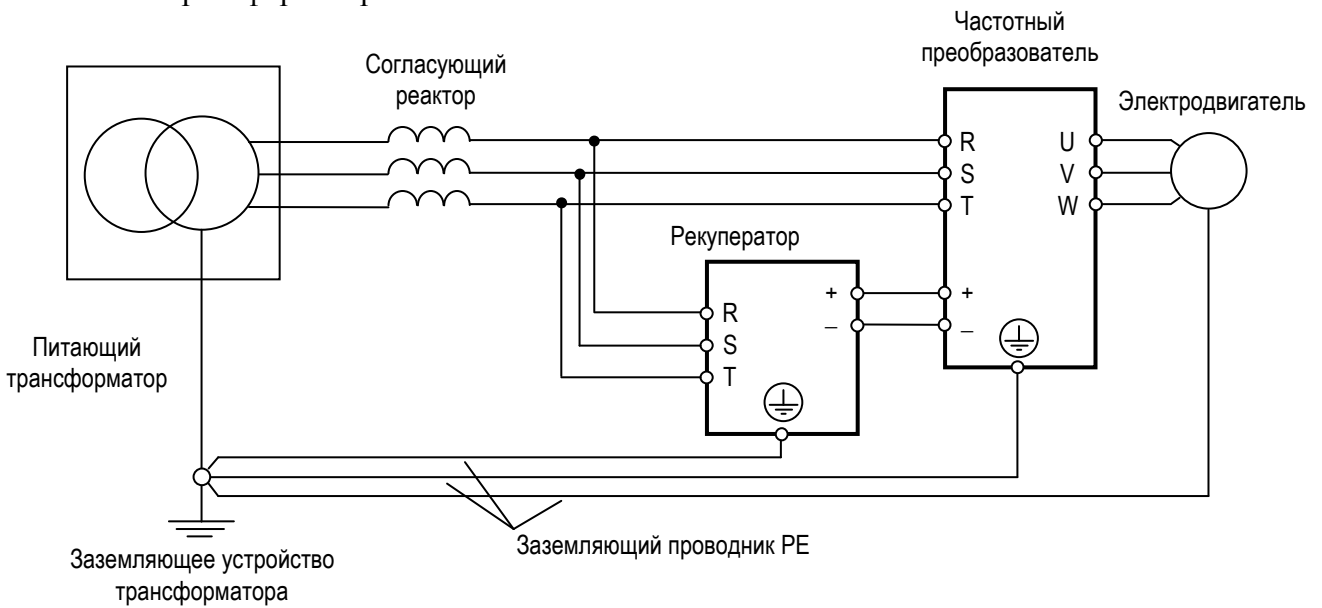 Частотный
преобразователь
Согласующий
реактор
Электродвигатель
R
S
T
U
V
W
Рекуператор
+
–
+
–
R
S
T
Питающий
трансформатор
Заземляющий проводник PE
Заземляющее устройство
трансформатора